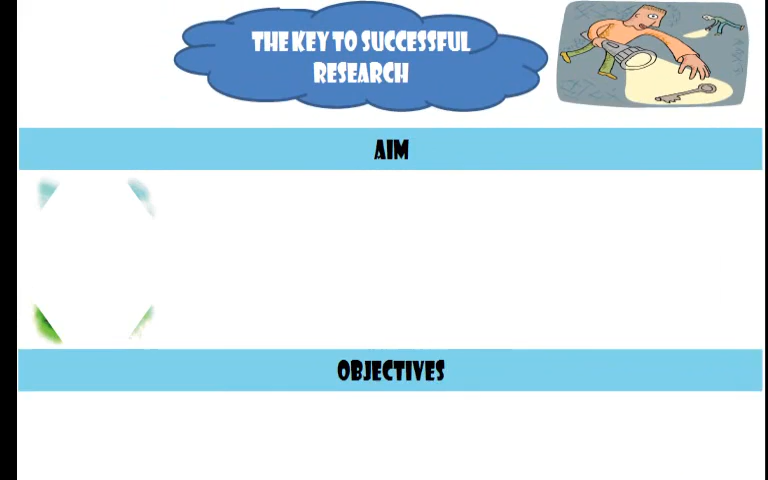 THE KEY TO SUCCESSFUL
RESEARCH
AIM
OBJECTIVES